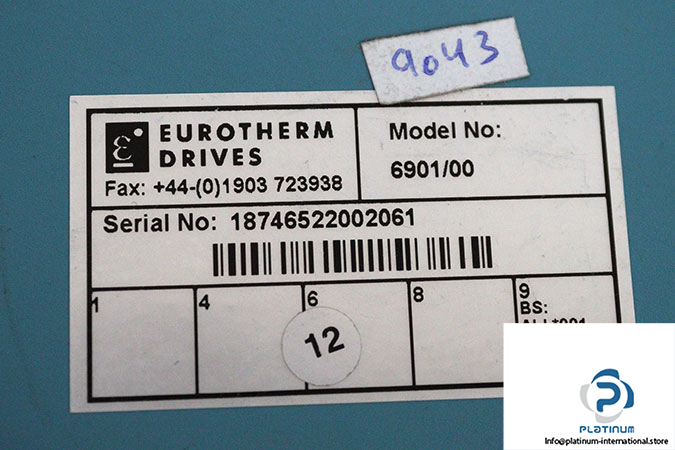 9043
EUROTHERM
DRIVES
Fax: +44-(0)1903 723938
Model No:
6901/00
Serial No: 18746522002061
1
4
6
8
9
BS:
12
PLATINUM
Info@platinum-international.store